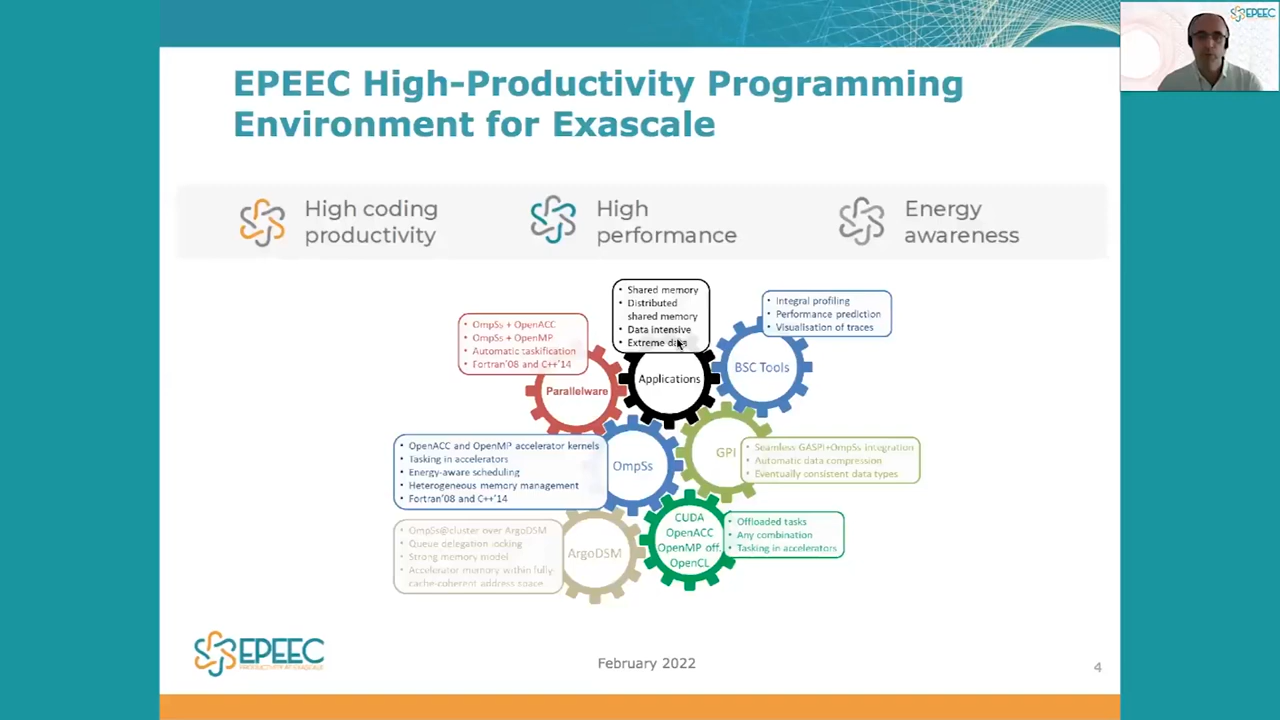 EPEEC
EPEEC High-Productivity Programming
Environment for Exascale
High coding
productivity
High
performance
Energy
awareness
• Shared memory
• Distributed
shared memory
• Data intensive
• Extreme data
Applications
• Integral profiling
• Performance prediction
• Visualisation of traces
BSC Tools
• OmpSs + OpenACC
• OmpSs + OpenMP
• Automatic taskification
• Fortran'08 and C++'14
Parallelware
• OpenACC and OpenMP accelerator kernels
• Tasking in accelerators
• Energy-aware scheduling
• Heterogeneous memory management
• Fortran'08 and C++'14
OmpSs
GPI
• Seamless GASPI+OmpSs integration
• Automatic data compression
• Eventually consistent data types
• OmpSs@cluster over ArgoDSM
• Queue delegation locking
• Strong memory model
• Accelerator memory within fully-
cache-coherent address space
ArgoDSM
CUDA
OpenACC
OpenMP off.
OpenCL
• Offloaded tasks
• Any combination
• Tasking in accelerators
EPEEC
PRODUCTIVITY AT EXASCALE
February 2022
4